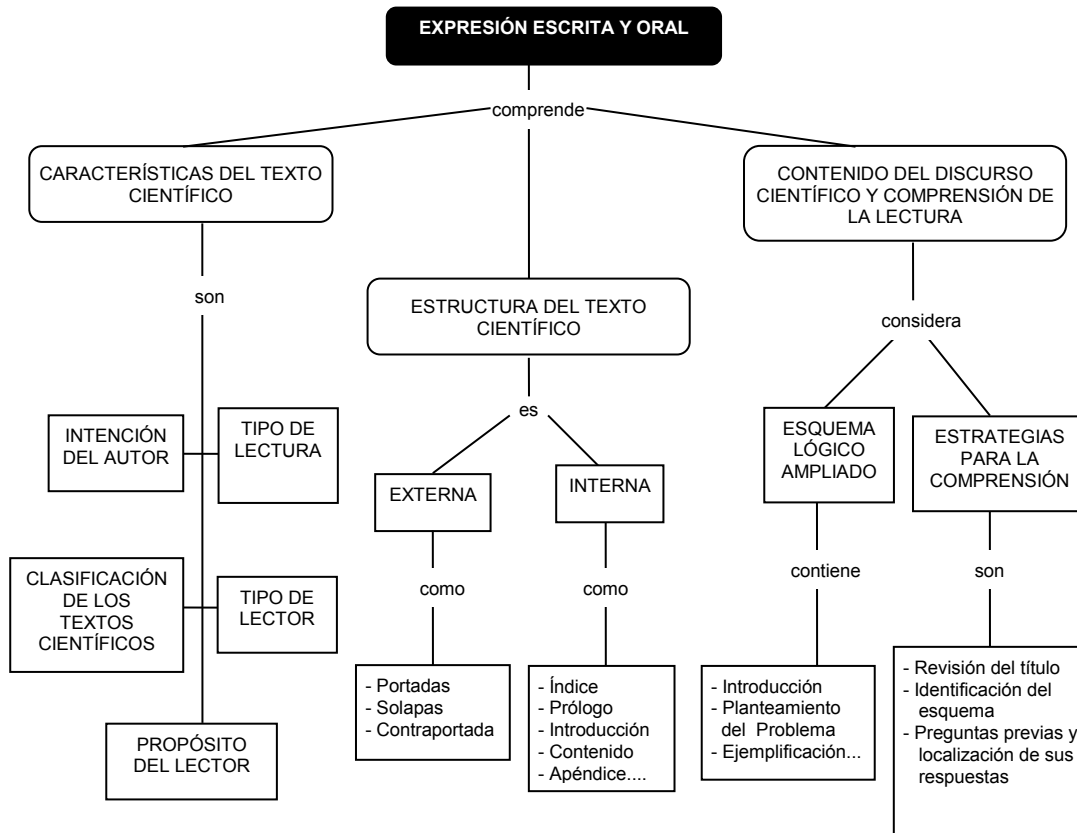 EXPRESIÓN ESCRITA Y ORAL
comprende
CARACTERÍSTICAS DEL TEXTO
CIENTÍFICO
son
INTENCIÓN
DEL AUTOR
TIPO DE
LECTURA
CLASIFICACIÓN
DE LOS
TEXTOS
CIENTÍFICOS
TIPO DE
LECTOR
PROPÓSITO
DEL LECTOR
ESTRUCTURA DEL TEXTO
CIENTÍFICO
es
EXTERNA
como
- Portadas
- Solapas
- Contraportada
INTERNA
como
- Índice
- Prólogo
- Introducción
- Contenido
- Apéndice....
CONTENIDO DEL DISCURSO
CIENTÍFICO Y COMPRENSIÓN DE
LA LECTURA
considera
ESQUEMA
LÓGICO
AMPLIADO
contiene
- Introducción
- Planteamiento
del Problema
- Ejemplificación...
ESTRATEGIAS
PARA LA
COMPRENSIÓN
son
- Revisión del título
- Identificación del
esquema
- Preguntas previas y
localización de sus
respuestas